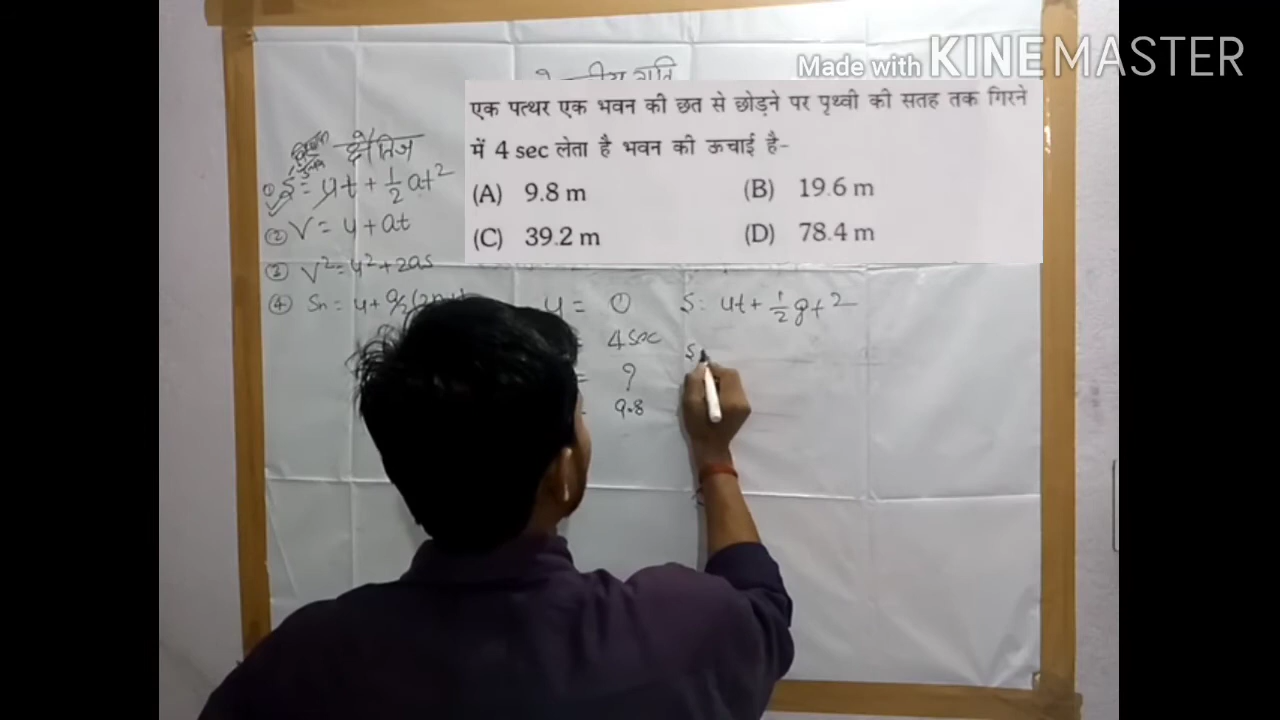 Made with KINEMASTER
एक पत्थर एक भवन की छत से छोड़ने पर पृथ्वी की सतह तक गिरने
में 4 sec लेता है भवन की ऊचाई है-
(A) 9.8 m
(B) 19.6 m
(C) 39.2 m
(D) 78.4 m
क्षैतिज
① S = ut + 1/2 at²
② V = u + at
③ V² = u² + 2as
④ Sn = u + a/2
u = 0
4 sec
= ?
9.8
S = ut + 1/2 gt²
S